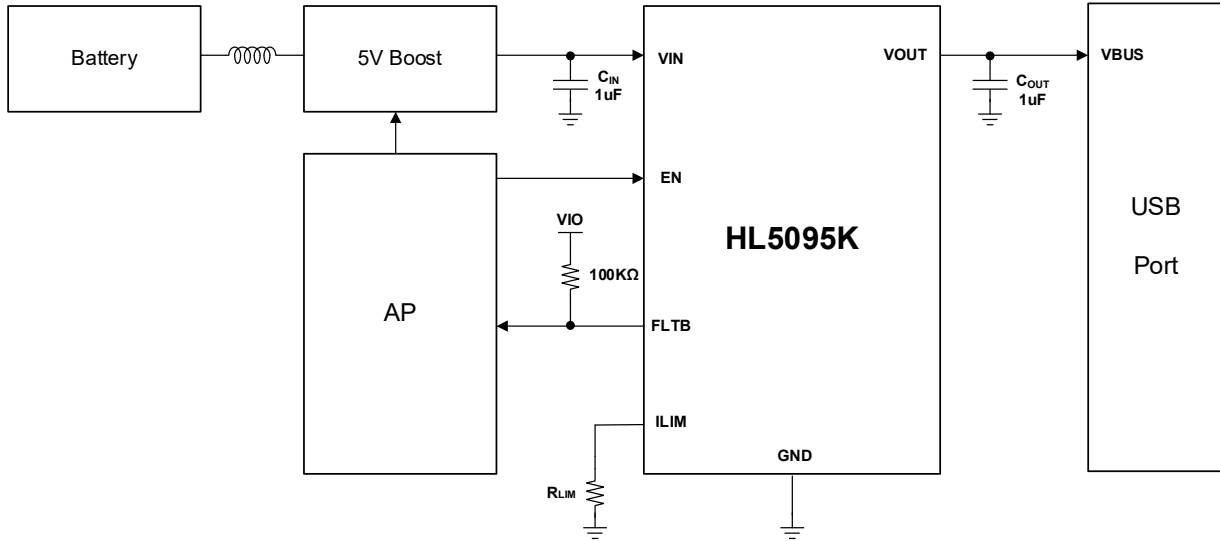 Battery
5V Boost
CIN
1uF
VIN
VOUT
COUT
1uF
VBUS
EN
VIO
100KΩ
HL5095K
USB
Port
AP
FLTB
ILIM
GND
RLIM